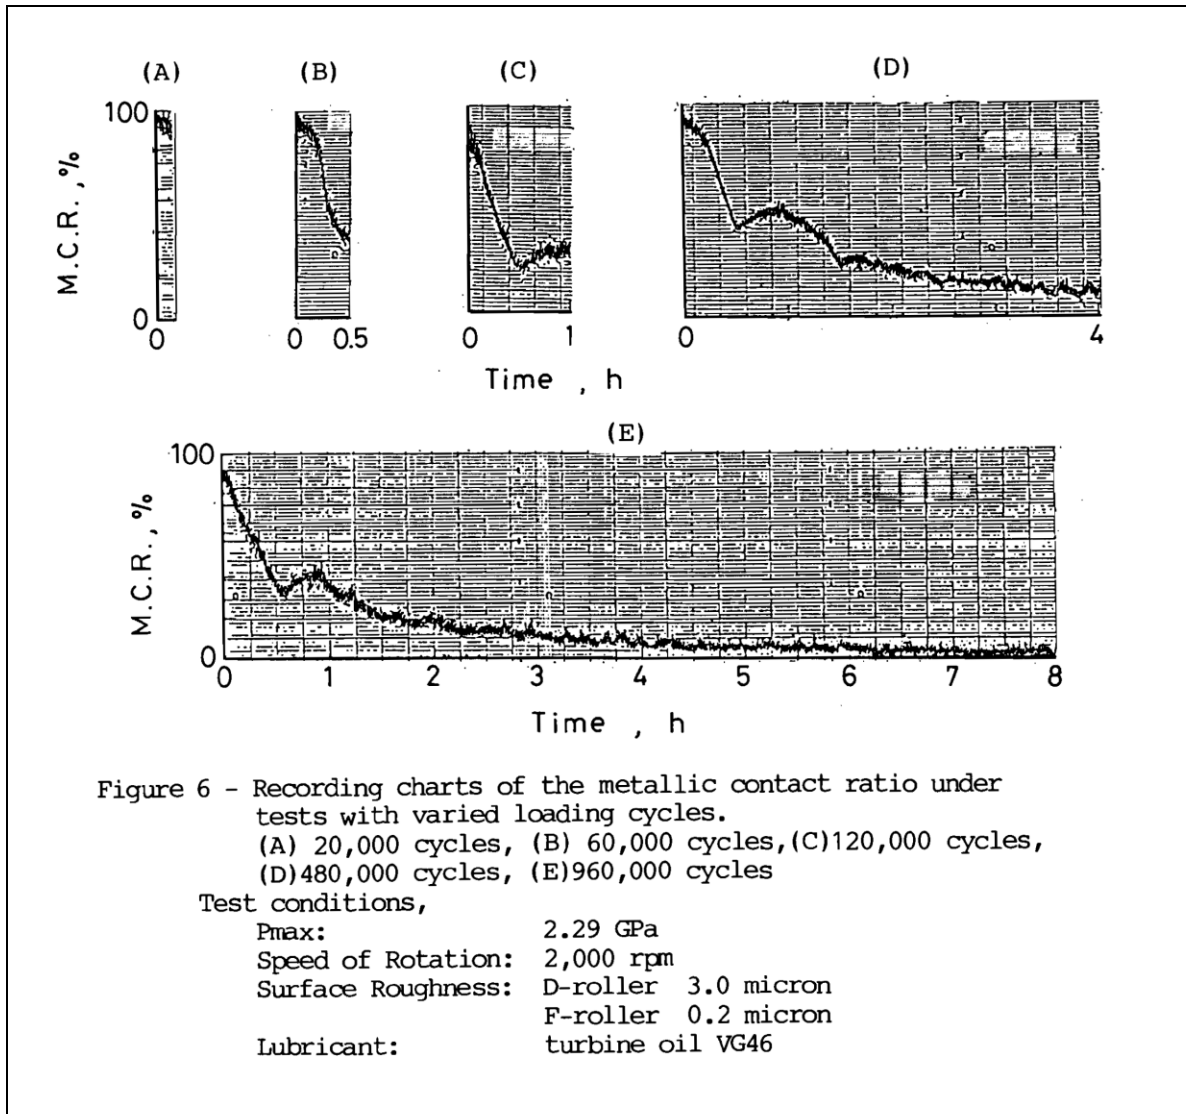 (A) (B) (C) (D)
100
M.C.R., %
0
0 0 0.5 0 1 0 4
Time , h
(E)
100
M.C.R., %
0
0 1 2 3 4 5 6 7 8
Time , h
Figure 6 - Recording charts of the metallic contact ratio under
tests with varied loading cycles.
(A) 20,000 cycles, (B) 60,000 cycles,(C)120,000 cycles,
(D)480,000 cycles, (E)960,000 cycles
Test conditions,
Pmax: 2.29 GPa
Speed of Rotation: 2,000 rpm
Surface Roughness: D-roller 3.0 micron
F-roller 0.2 micron
Lubricant: turbine oil VG46